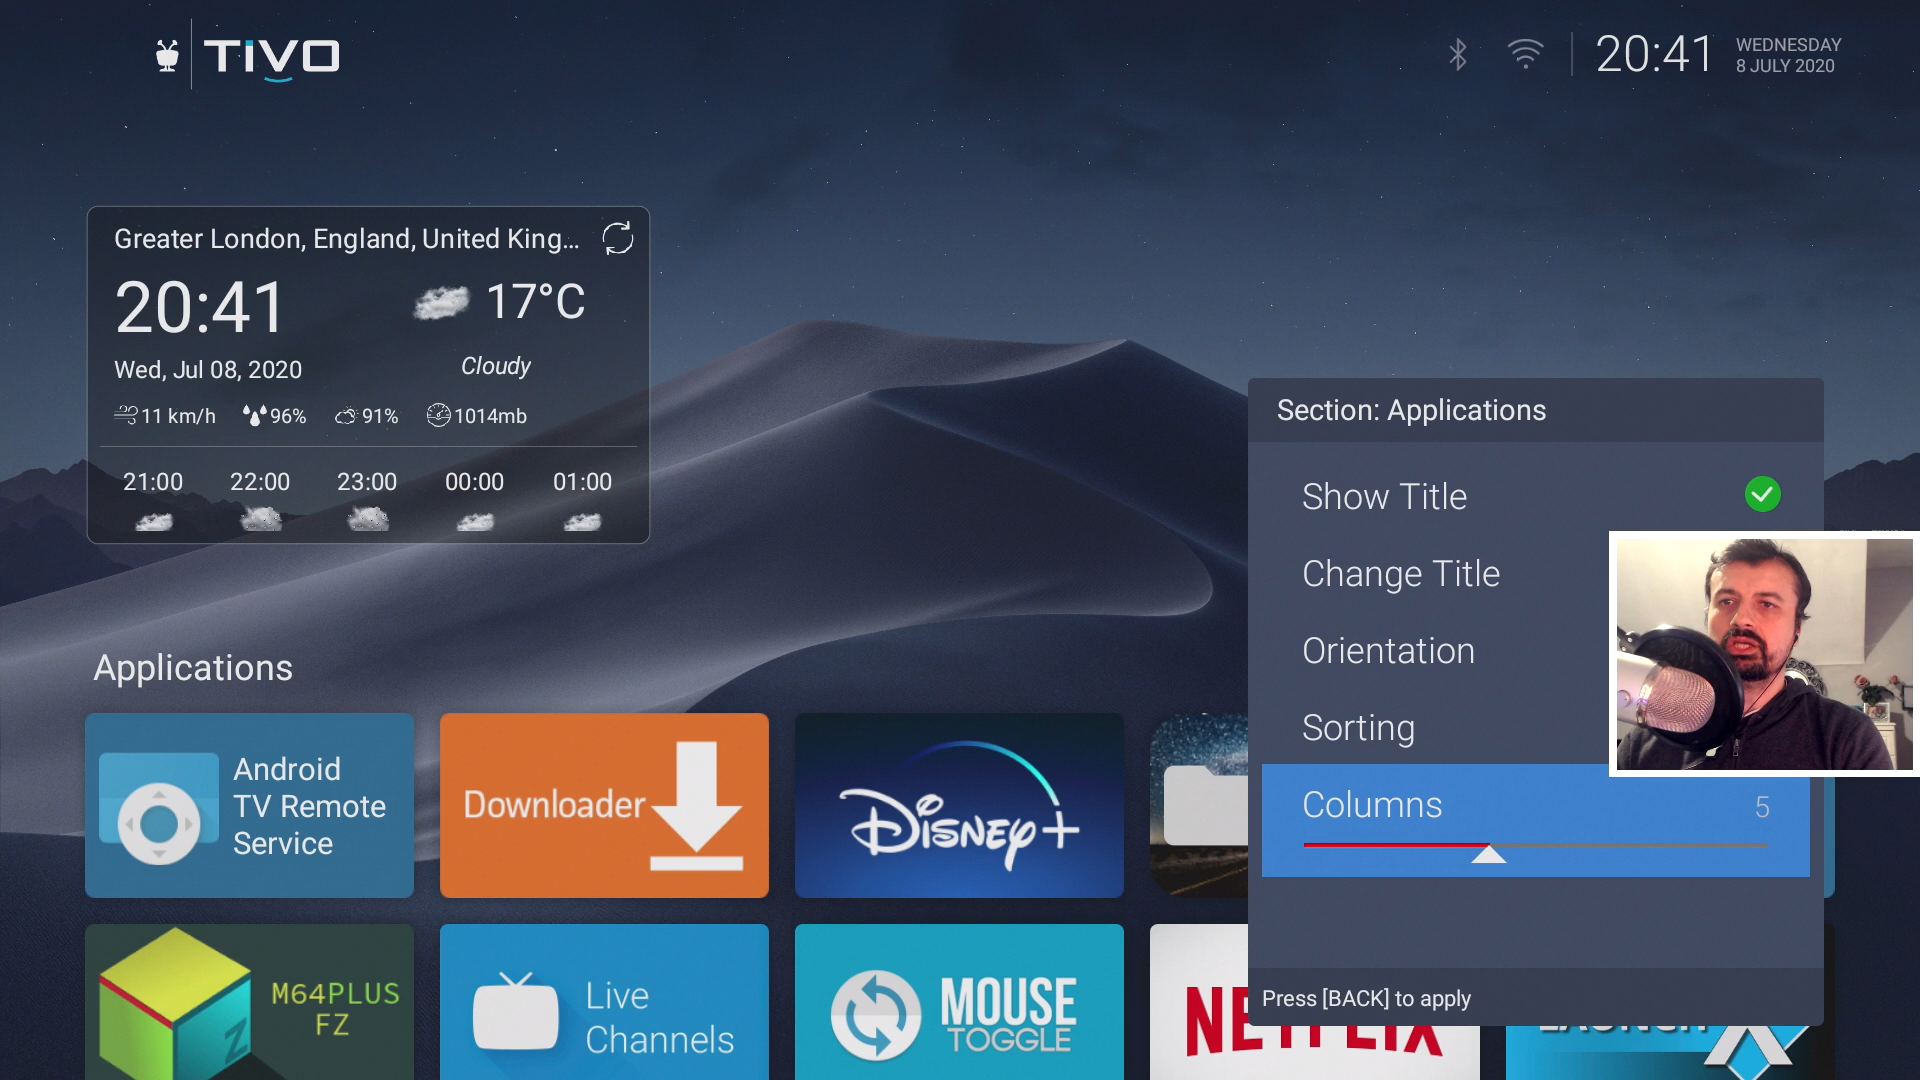 TIVO
20:41
WEDNESDAY
8 JULY 2020
Greater London, England, United King...
20:41
17°C
Wed, Jul 08, 2020
Cloudy
11 km/h
96%
91%
1014mb
21:00
22:00
23:00
00:00
01:00
Section: Applications
Show Title
Change Title
Orientation
Sorting
Columns
5
Press [BACK] to apply
Applications
Android
TV Remote
Service
Downloader
Disney+
M64PLUS
FZ
Z
Live
Channels
MOUSE
TOGGLE
NETFLIX
LAUNCH
X